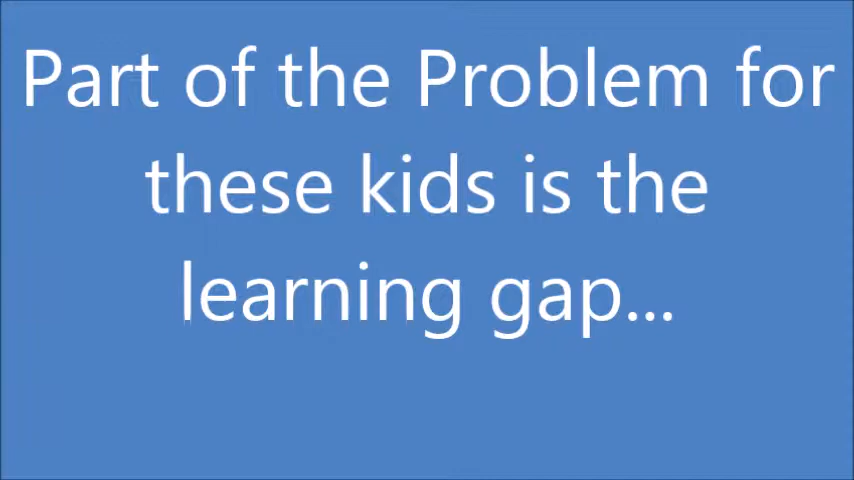 Part of the Problem for
these kids is the
learning gap...